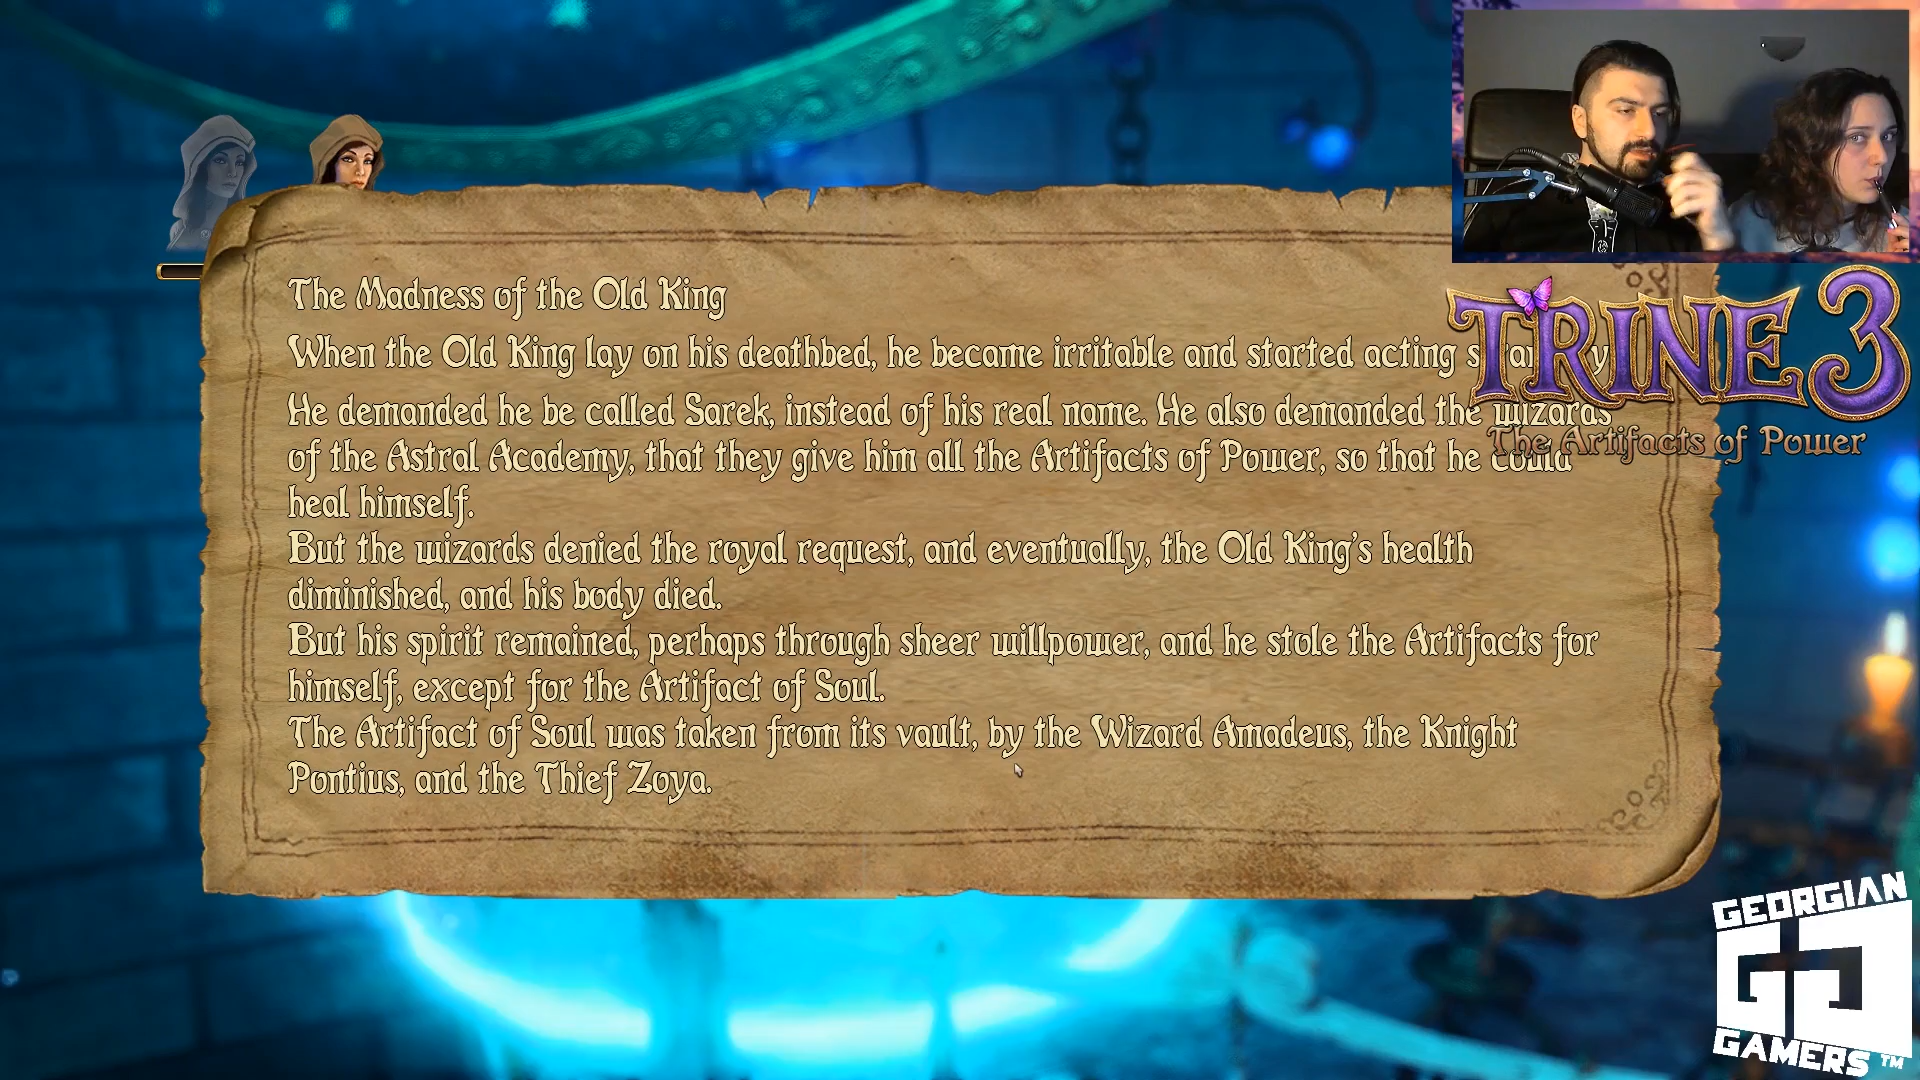 The Madness of the Old King
When the Old King lay on his deathbed, he became irritable and started acting
He demanded he be called Sarek, instead of his real name. He also demanded the wizards
of the Astral Academy, that they give him all the Artifacts of Power, so that he could
heal himself.
But the wizards denied the royal request, and eventually, the Old King's health
diminished, and his body died.
But his spirit remained, perhaps through sheer willpower, and he stole the Artifacts for
himself, except for the Artifact of Soul.
The Artifact of Soul was taken from its vault, by the Wizard Amadeus, the Knight
Pontius, and the Thief Zoya.
TRINE 3
The Artifacts of Power
GEORGIAN
GG
GAMERS™